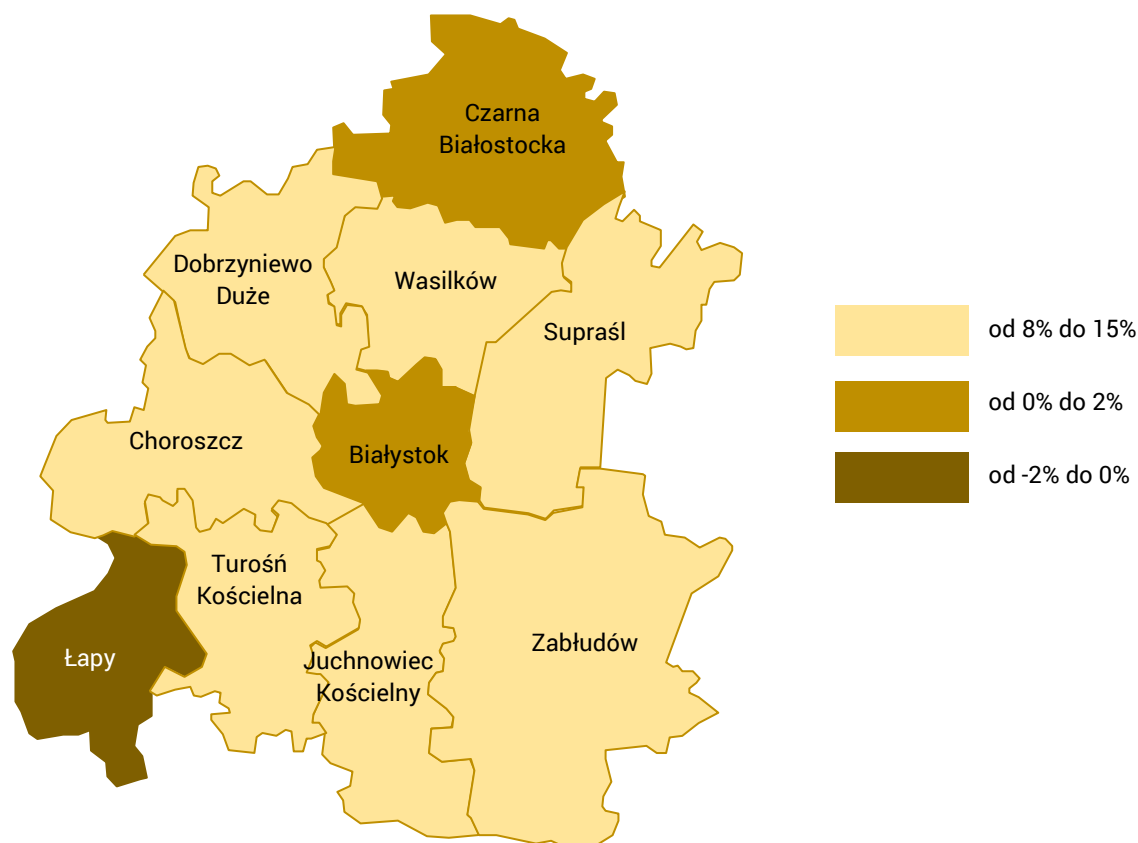 Czarna
Białostocka
Dobrzyniewo
Duże
Wasilków
Supraśl
Choroszcz
Białystok
Turośń
Kościelna
Łapy
Juchnowiec
Kościelny
Zabłudów
od 8% do 15%
od 0% do 2%
od -2% do 0%